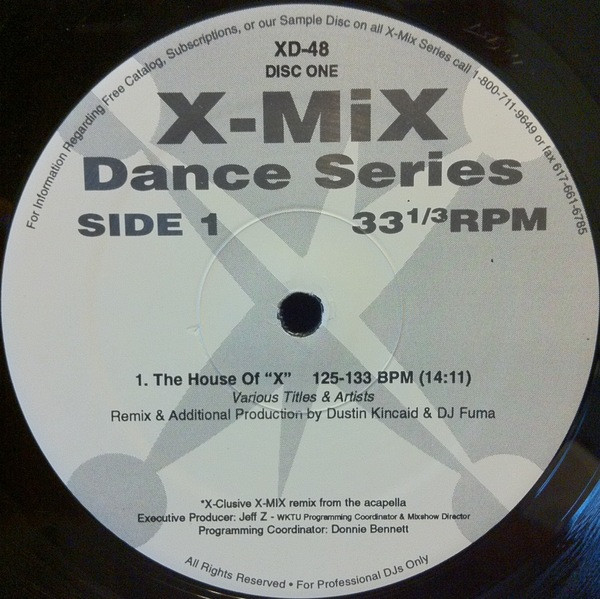 For Information Regarding Free Catalog, Subscriptions, or our Sample Disc on all X-Mix Series call 1-800-711-9649 or fax 617-661-6785
XD-48
DISC ONE
X-MiX
Dance Series
SIDE 1 33 1/3 RPM
1. The House Of “X” 125-133 BPM (14:11)
Various Titles & Artists
Remix & Additional Production by Dustin Kincaid & DJ Fuma
*X-Clusive X-MIX remix from the acapella
Executive Producer: Jeff Z - WKTU Programming Coordinator & Mixshow Director
Programming Coordinator: Donnie Bennett
All Rights Reserved • For Professional DJs Only